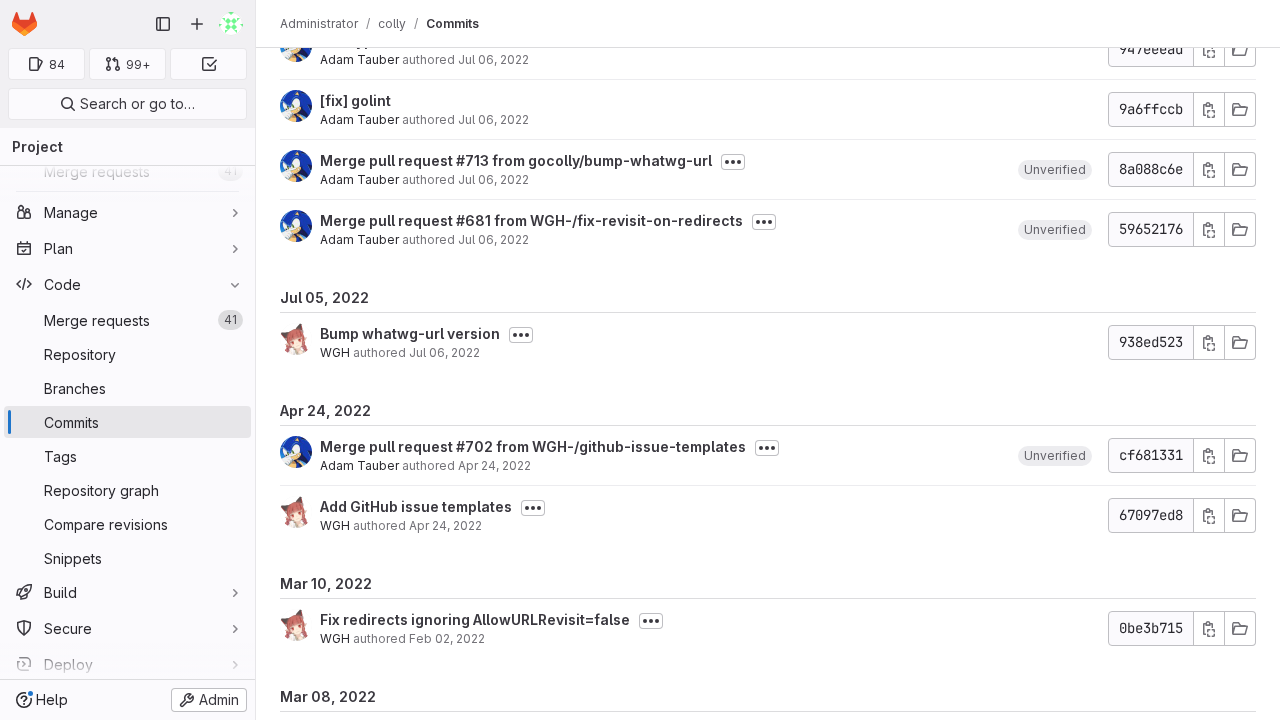 Administrator / colly / Commits
84
99+
Search or go to…
Project
Merge requests 41
Manage
Plan
Code
Merge requests 41
Repository
Branches
Commits
Tags
Repository graph
Compare revisions
Snippets
Build
Secure
Deploy
Help
Admin
947eeead
Adam Tauber authored Jul 06, 2022
[fix] golint
Adam Tauber authored Jul 06, 2022
9a6ffccb
Merge pull request #713 from gocolly/bump-whatwg-url
Adam Tauber authored Jul 06, 2022
Unverified
8a088c6e
Merge pull request #681 from WGH-/fix-revisit-on-redirects
Adam Tauber authored Jul 06, 2022
Unverified
59652176
Jul 05, 2022
Bump whatwg-url version
WGH authored Jul 06, 2022
938ed523
Apr 24, 2022
Merge pull request #702 from WGH-/github-issue-templates
Adam Tauber authored Apr 24, 2022
Unverified
cf681331
Add GitHub issue templates
WGH authored Apr 24, 2022
67097ed8
Mar 10, 2022
Fix redirects ignoring AllowURLRevisit=false
WGH authored Feb 02, 2022
0be3b715
Mar 08, 2022